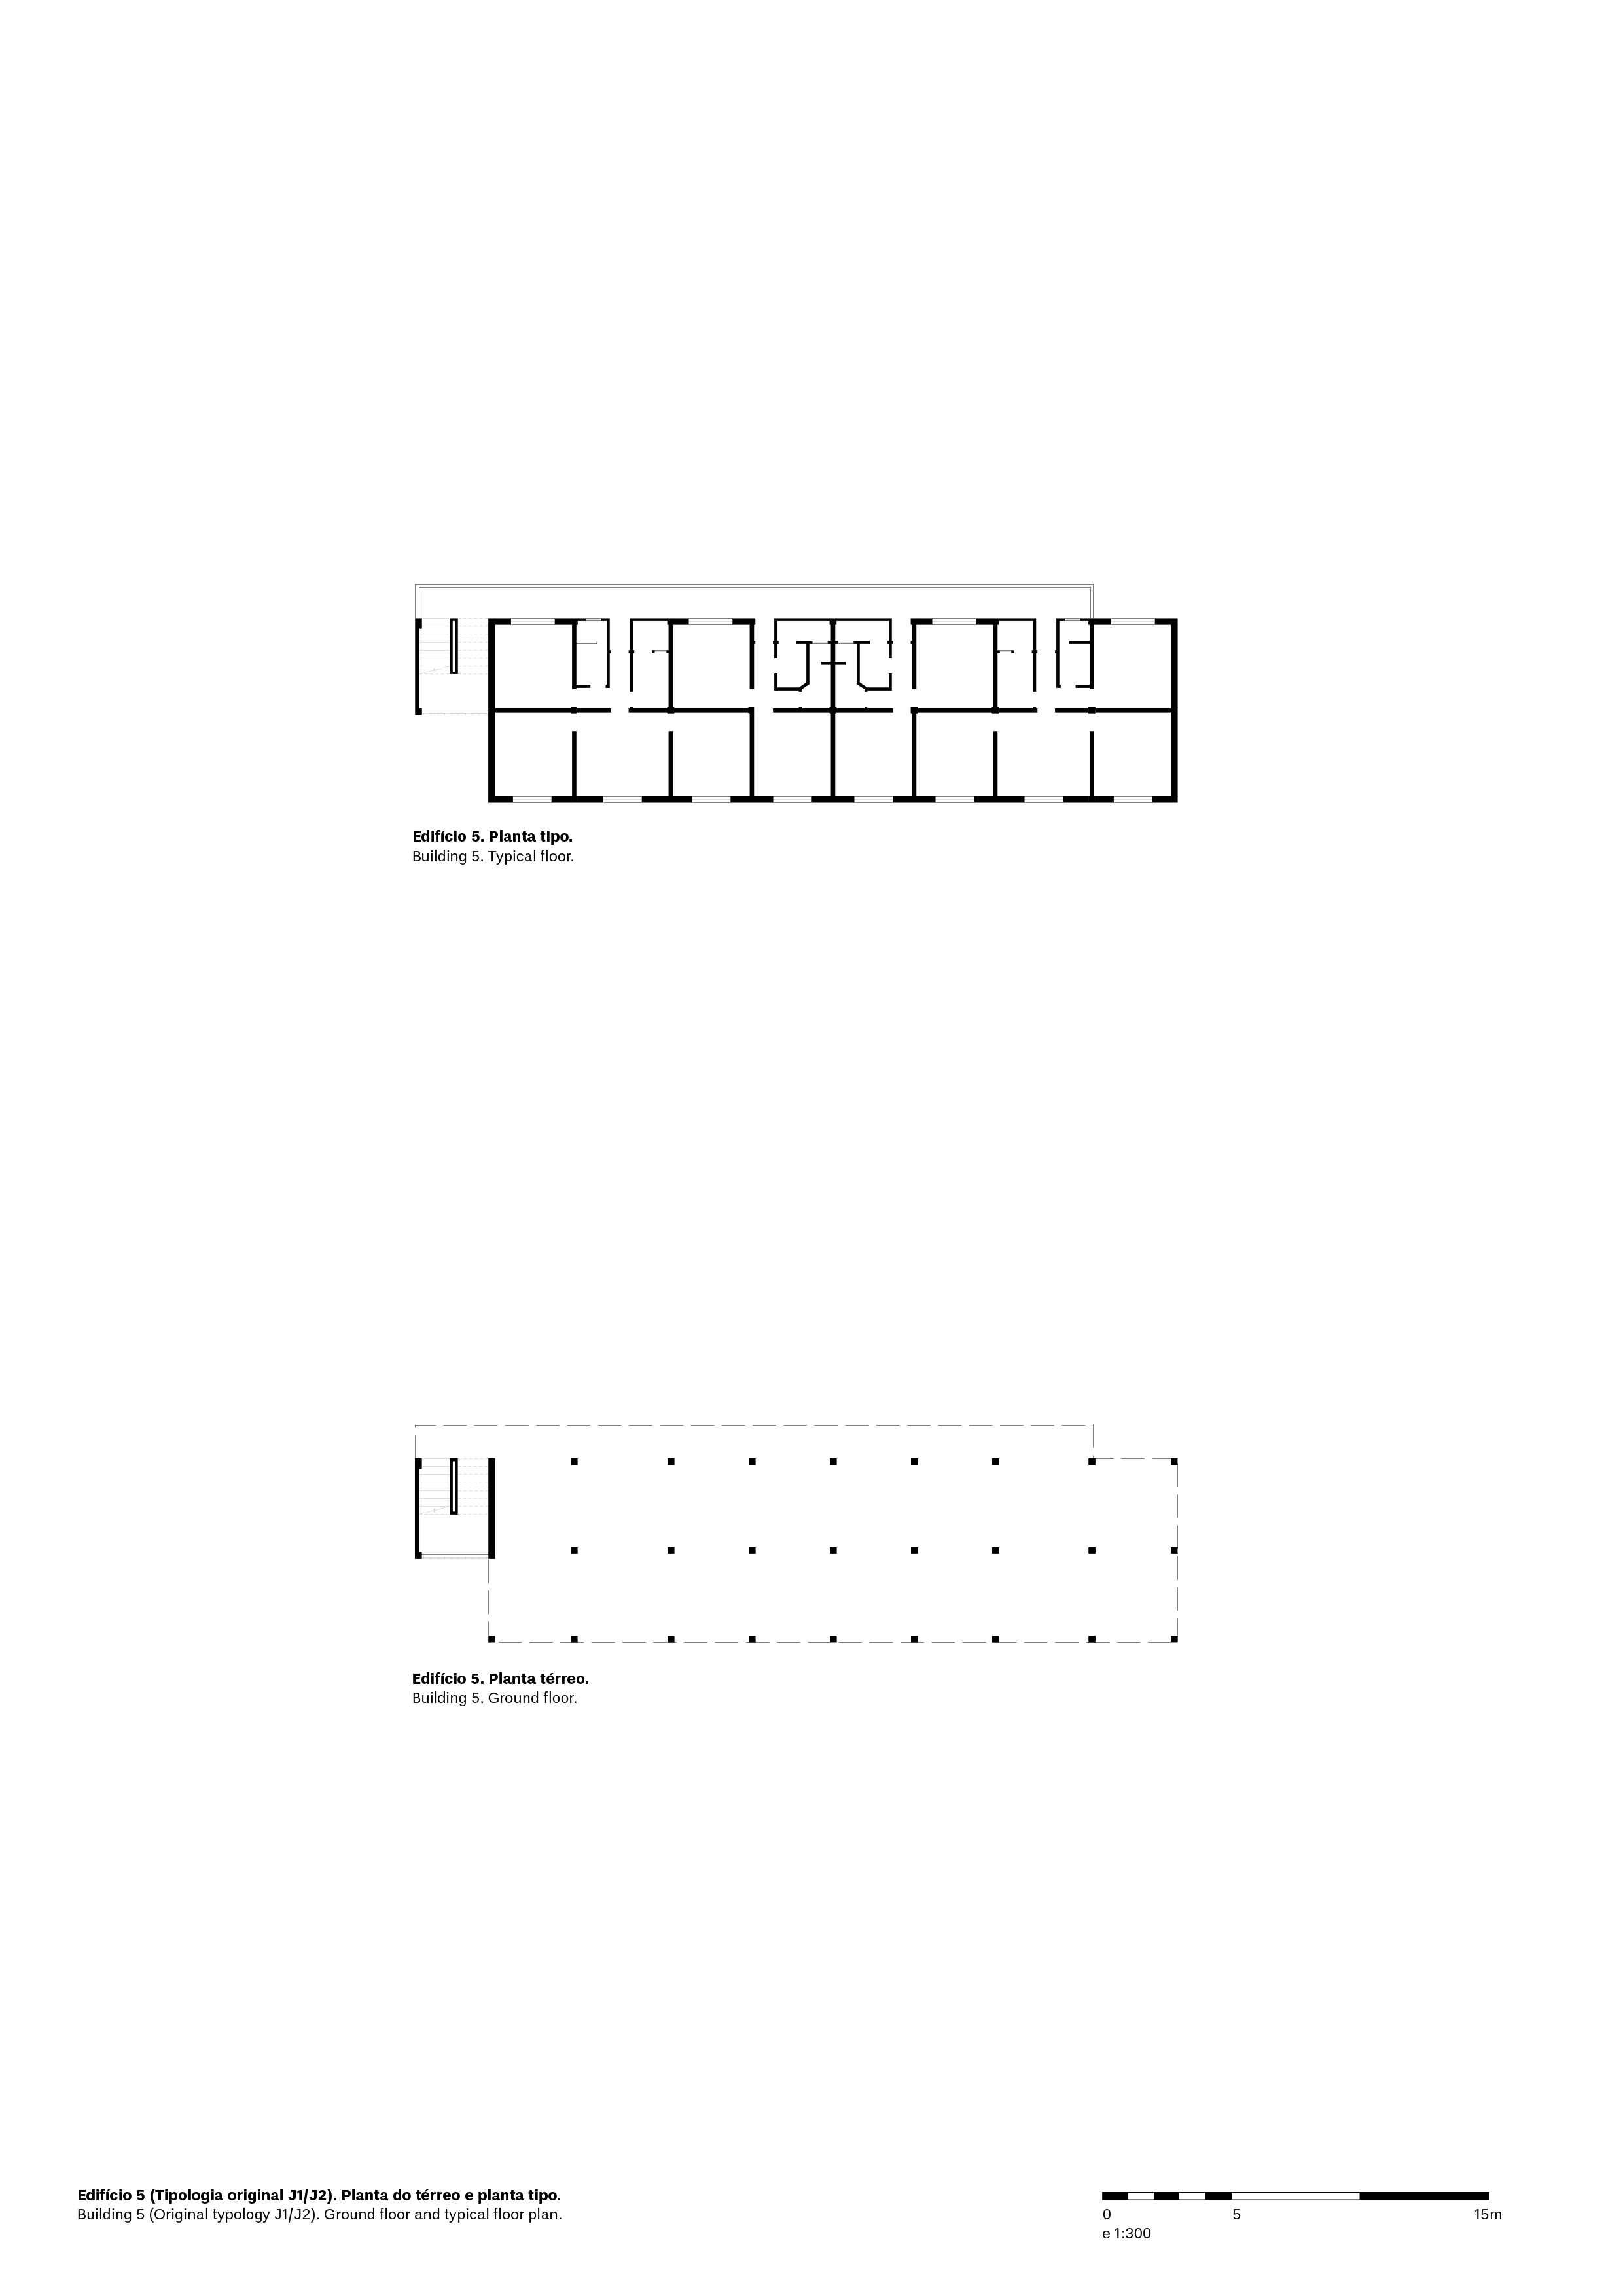 Edifício 5. Planta tipo.
Building 5. Typical floor.
Edifício 5. Planta térreo.
Building 5. Ground floor.
Edifício 5 (Tipologia original J1/J2). Planta do térreo e planta tipo.
Building 5 (Original typology J1/J2). Ground floor and typical floor plan.
0 5 15m
e 1:300